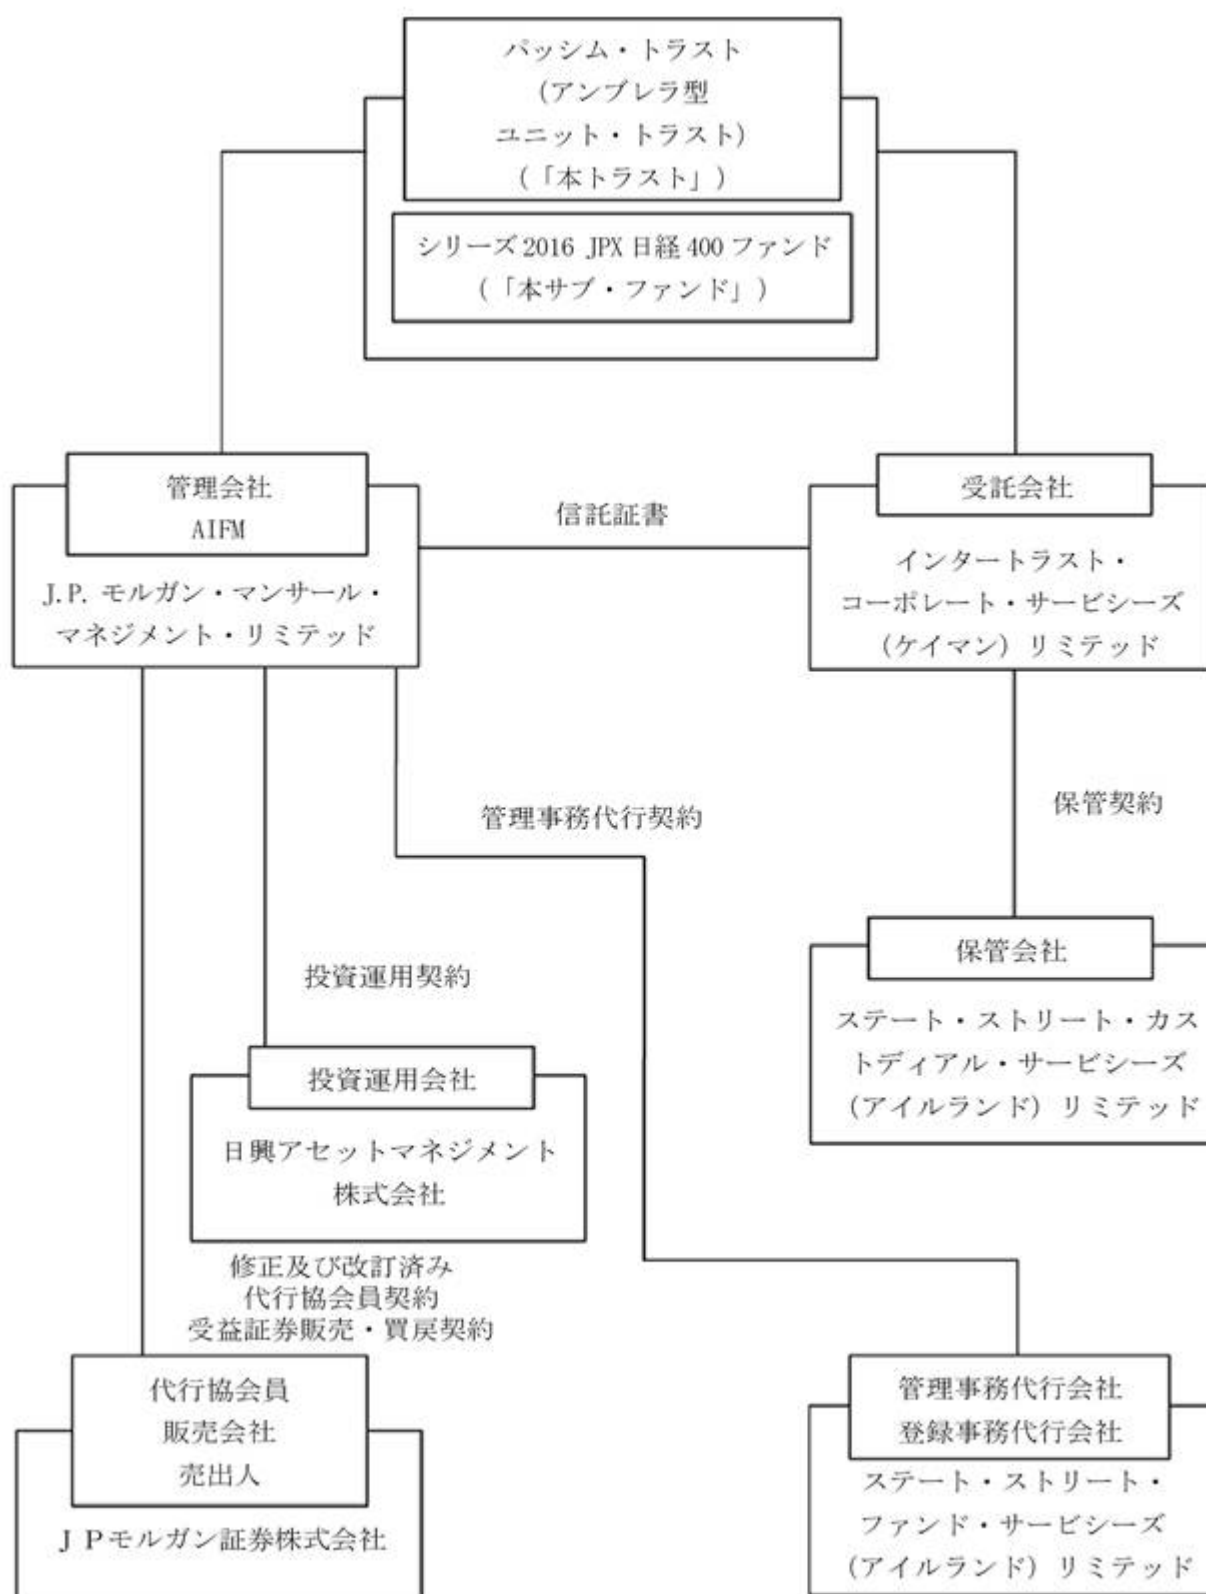 パッシム・トラスト
(アンブレラ型
ユニット・トラスト)
(「本トラスト」)
シリーズ2016 JPX日経400ファンド
(「本サブ・ファンド」)
管理会社
AIFM
J.P. モルガン・マンサール・
マネジメント・リミテッド
信託証書
受託会社
インタートラスト・
コーポレート・サービシーズ
(ケイマン) リミテッド
管理事務代行契約
保管契約
保管会社
ステート・ストリート・カス
トディアル・サービシーズ
(アイルランド) リミテッド
投資運用契約
投資運用会社
日興アセットマネジメント
株式会社
修正及び改訂済み
代行協会員契約
受益証券販売・買戻契約
代行協会員
販売会社
売出人
ＪＰモルガン証券株式会社
管理事務代行会社
登録事務代行会社
ステート・ストリート・
ファンド・サービシーズ
(アイルランド) リミテッド